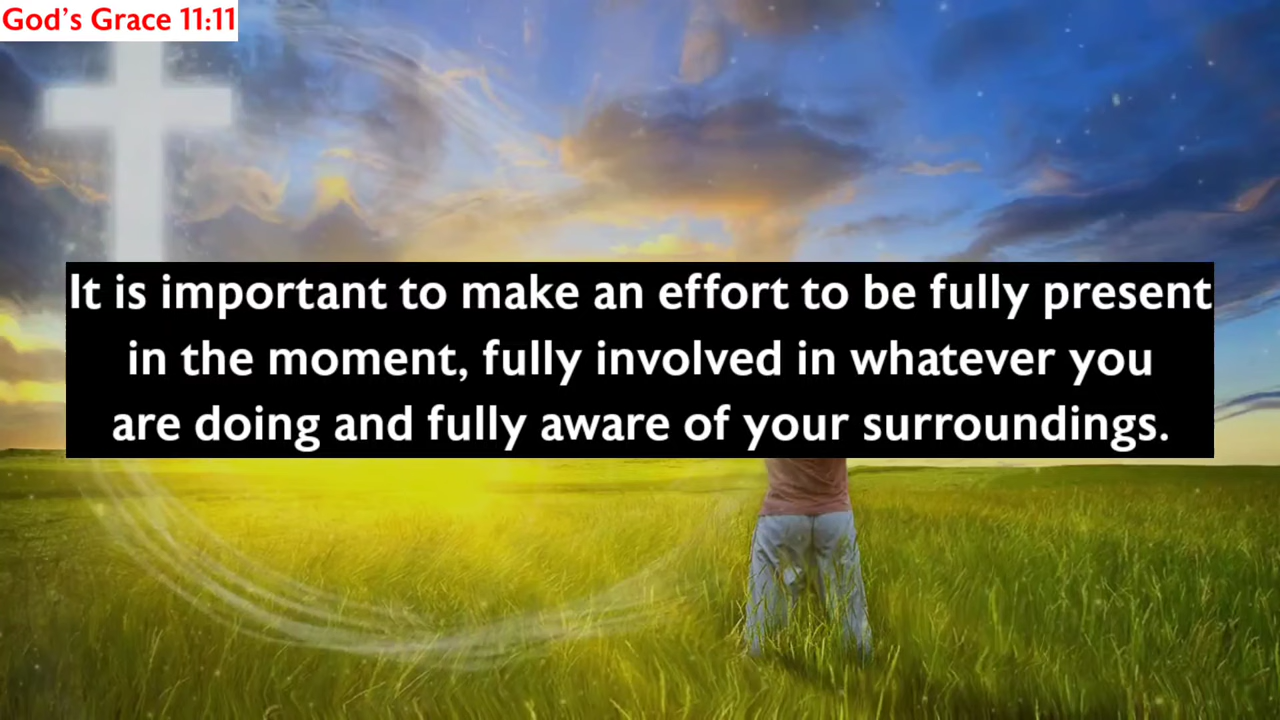 God’s Grace 11:11
It is important to make an effort to be fully present
in the moment, fully involved in whatever you
are doing and fully aware of your surroundings.